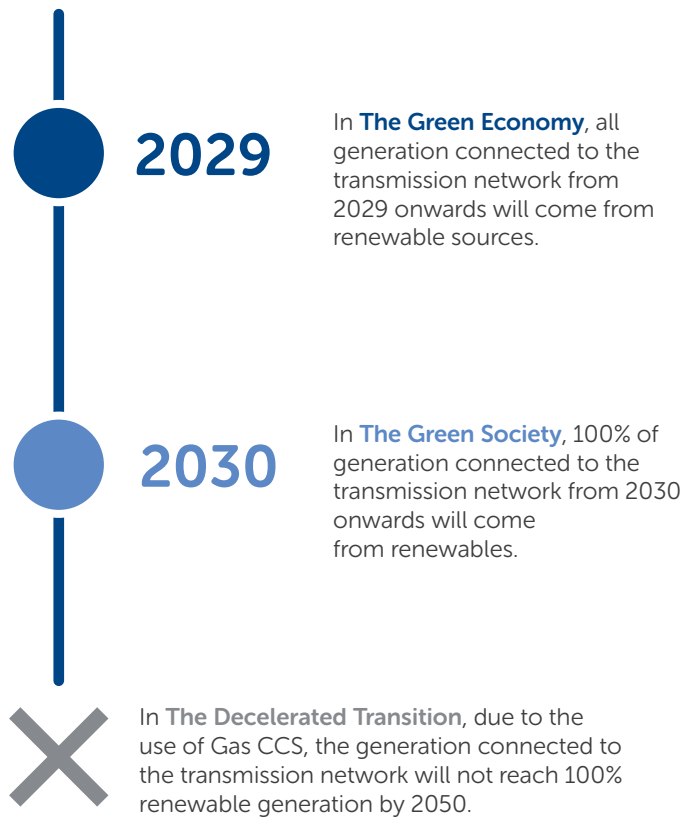 2029
In The Green Economy, all
generation connected to the
transmission network from
2029 onwards will come from
renewable sources.
2030
In The Green Society, 100% of
generation connected to the
transmission network from 2030
onwards will come
from renewables.
In The Decelerated Transition, due to the
use of Gas CCS, the generation connected to
the transmission network will not reach 100%
renewable generation by 2050.